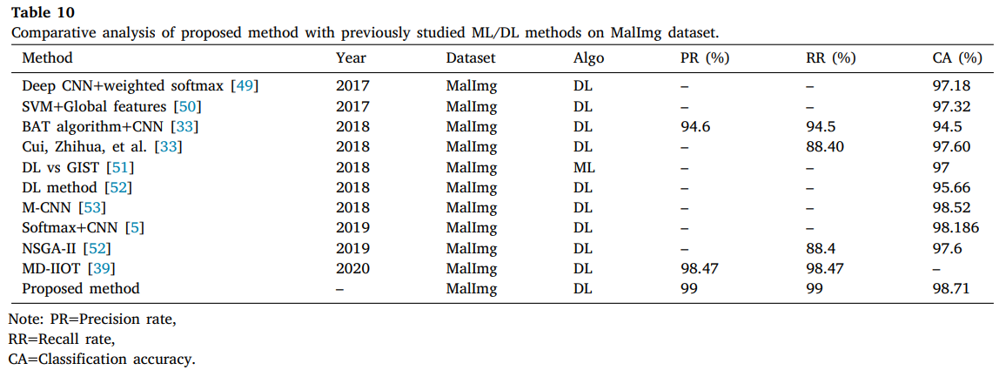 Table 10
Comparative analysis of proposed method with previously studied ML/DL methods on MalImg dataset.
Method Year Dataset Algo PR (%) RR (%) CA (%)
Deep CNN+weighted softmax [49] 2017 MalImg DL – – 97.18
SVM+Global features [50] 2017 MalImg DL – – 97.32
BAT algorithm+CNN [33] 2018 MalImg DL 94.6 94.5 94.5
Cui, Zhihua, et al. [33] 2018 MalImg DL – 88.40 97.60
DL vs GIST [51] 2018 MalImg ML – – 97
DL method [52] 2018 MalImg DL – – 95.66
M-CNN [53] 2018 MalImg DL – – 98.52
Softmax+CNN [5] 2019 MalImg DL – – 98.186
NSGA-II [52] 2019 MalImg DL – 88.4 97.6
MD-IIOT [39] 2020 MalImg DL 98.47 98.47 –
Proposed method – MalImg DL 99 99 98.71
Note: PR=Precision rate,
RR=Recall rate,
CA=Classification accuracy.